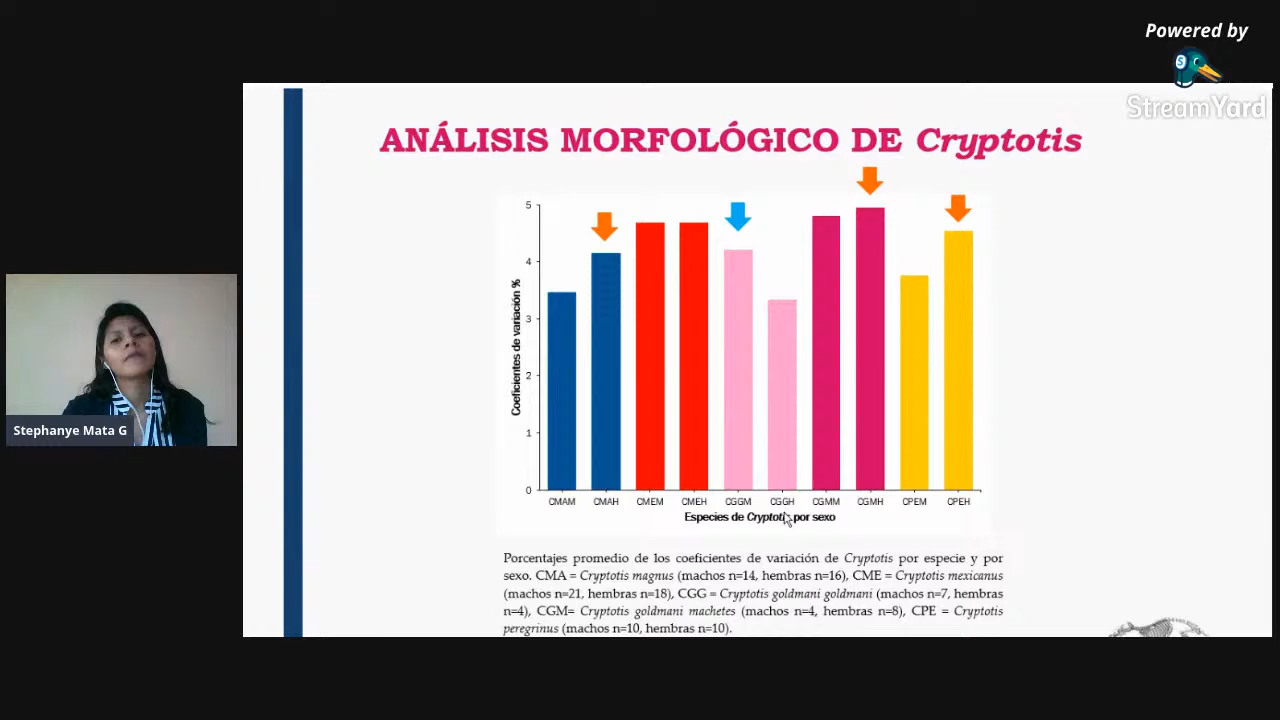 Powered by
StreamYard
ANÁLISIS MORFOLÓGICO DE Cryptotis
5
4
3
2
1
0
Coeficientes de variación %
CMAM CMAH CMEM CMEH CGGM CGGH CGMM CGMH CPEM CPEH
Especies de Cryptotis por sexo
Porcentajes promedio de los coeficientes de variación de Cryptotis por especie y por
sexo. CMA = Cryptotis magnus (machos n=14, hembras n=16), CME = Cryptotis mexicanus
(machos n=21, hembras n=18), CGG = Cryptotis goldmani goldmani (machos n=7, hembras
n=4), CGM= Cryptotis goldmani machetes (machos n=4, hembras n=8), CPE = Cryptotis
peregrinus (machos n=10, hembras n=10).
Stephanye Mata G